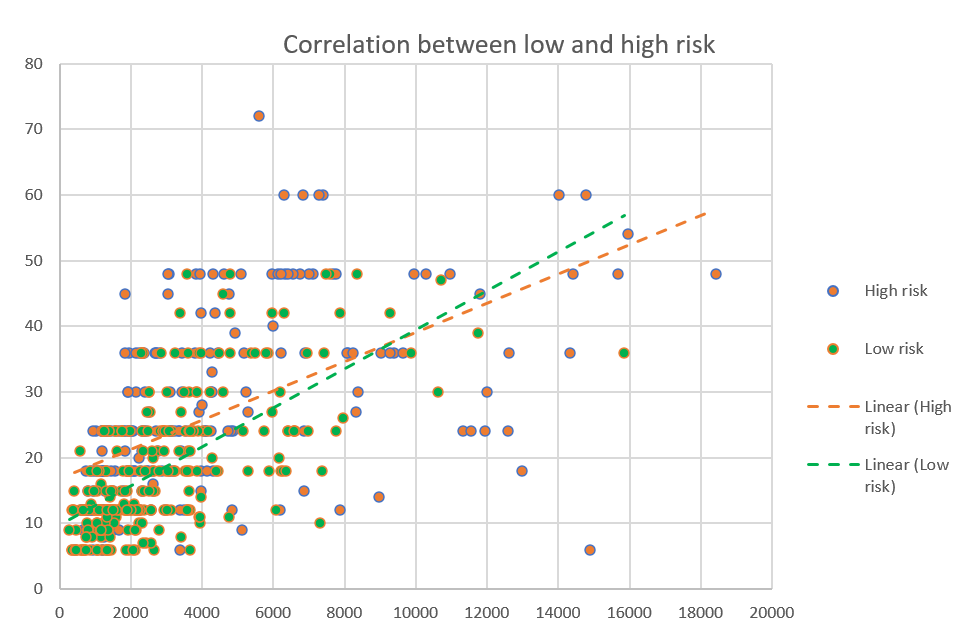 Correlation between low and high risk
80
70
60
50
40
30
20
10
0
0 2000 4000 6000 8000 10000 12000 14000 16000 18000 20000
High risk
Low risk
Linear (High
risk)
Linear (Low
risk)